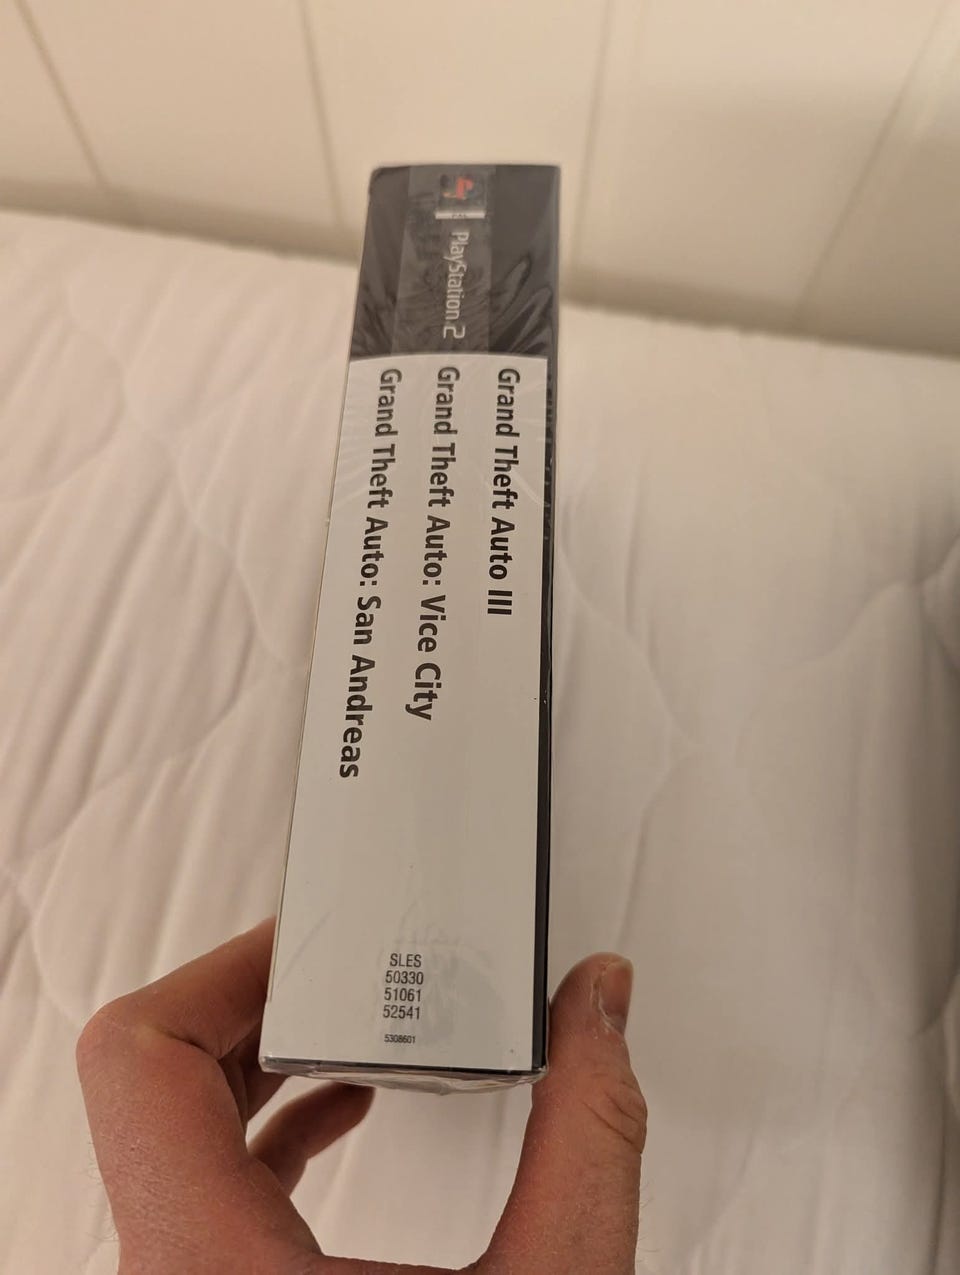 PlayStation.2
Grand Theft Auto III
Grand Theft Auto: Vice City
Grand Theft Auto: San Andreas
SLES
50330
51061
52541
5308601